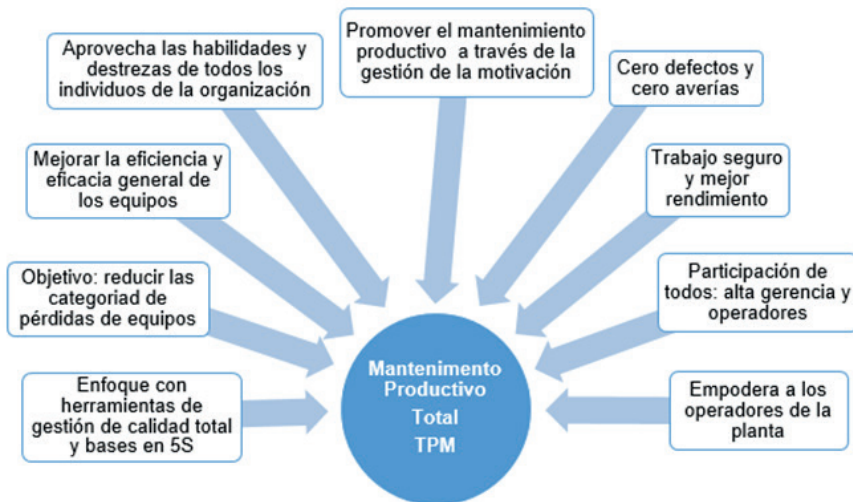 Aprovecha las habilidades y
destrezas de todos los
individuos de la organización
Promover el mantenimiento
productivo a través de la
gestión de la motivación
Cero defectos y
cero averías
Mejorar la eficiencia y
eficacia general de
los equipos
Trabajo seguro
y mejor
rendimiento
Objetivo: reducir las
categoriad de
pérdidas de equipos
Participación de
todos: alta gerencia y
operadores
Enfoque con
herramientas de
gestión de calidad total
y bases en 5S
Mantenimento
Productivo
Total
TPM
Empodera a los
operadores de la
planta